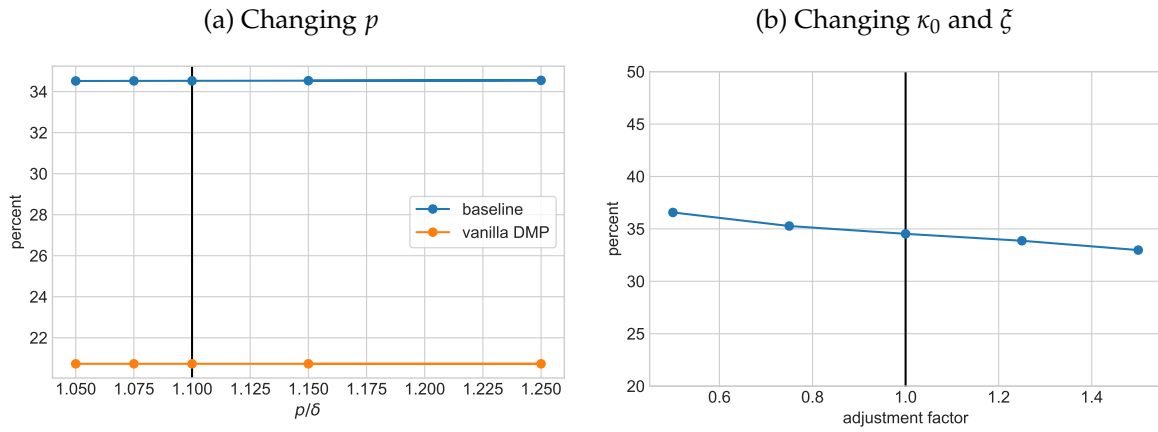 (a) Changing p
34
32
30
28
26
24
22
percent
baseline
vanilla DMP
1.050 1.075 1.100 1.125 1.150 1.175 1.200 1.225 1.250
p/δ
(b) Changing κ₀ and ξ
50
45
40
35
30
25
20
percent
0.6 0.8 1.0 1.2 1.4
adjustment factor